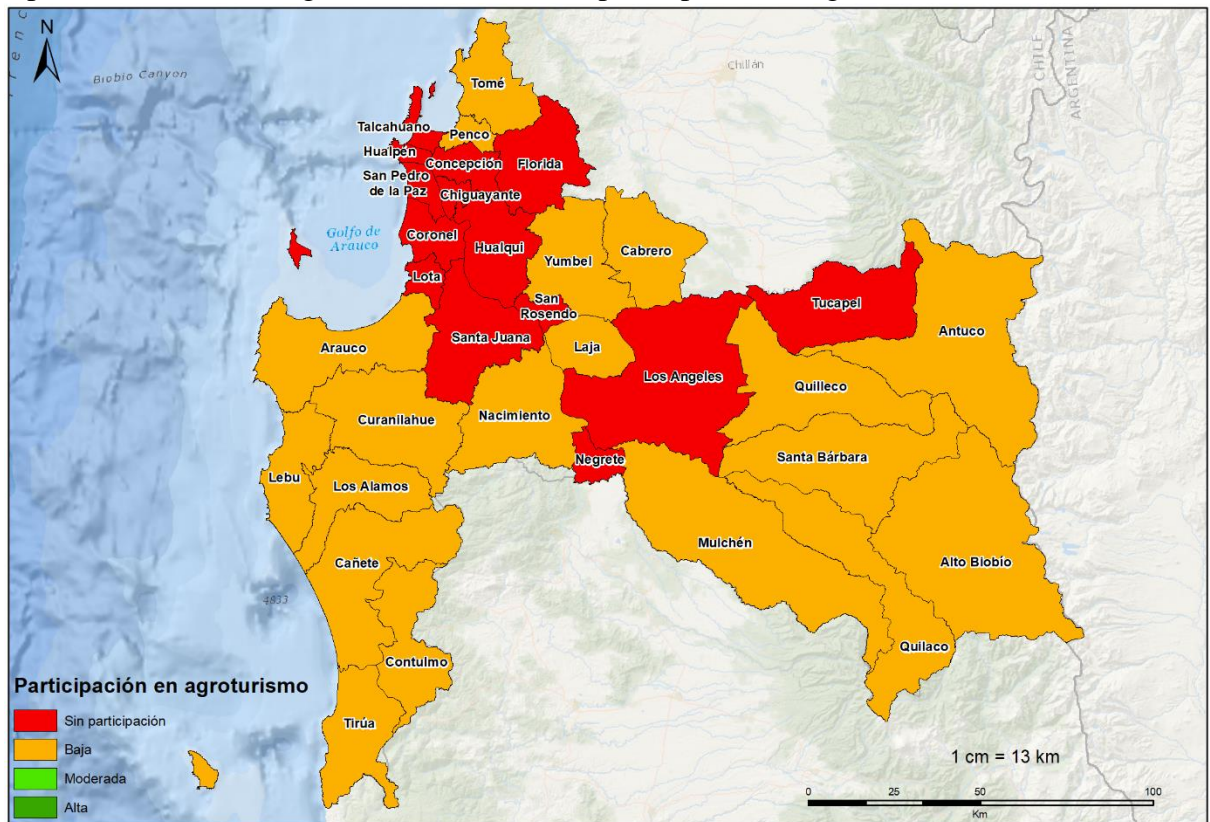 N
Biobio Canyon
Chillán
CHILE
ARGENTINA
Tomé
Talcahuano
Penco
Hualpén
Concepción
Florida
San Pedro
de la Paz
Chiguayante
Golfo de
Arauco
Coronel
Hualqui
Yumbel
Cabrero
Lota
San
Rosendo
Tucapel
Santa Juana
Antuco
Arauco
Laja
Los Angeles
Quilleco
Curanilahue
Nacimiento
Negrete
Santa Bárbara
Lebu
Los Alamos
Mulchén
Cañete
Alto Biobío
4833
Quilaco
Contulmo
Tirúa
Participación en agroturismo
Sin participación
Baja
Moderada
Alta
1 cm = 13 km
0 25 50 100
Km